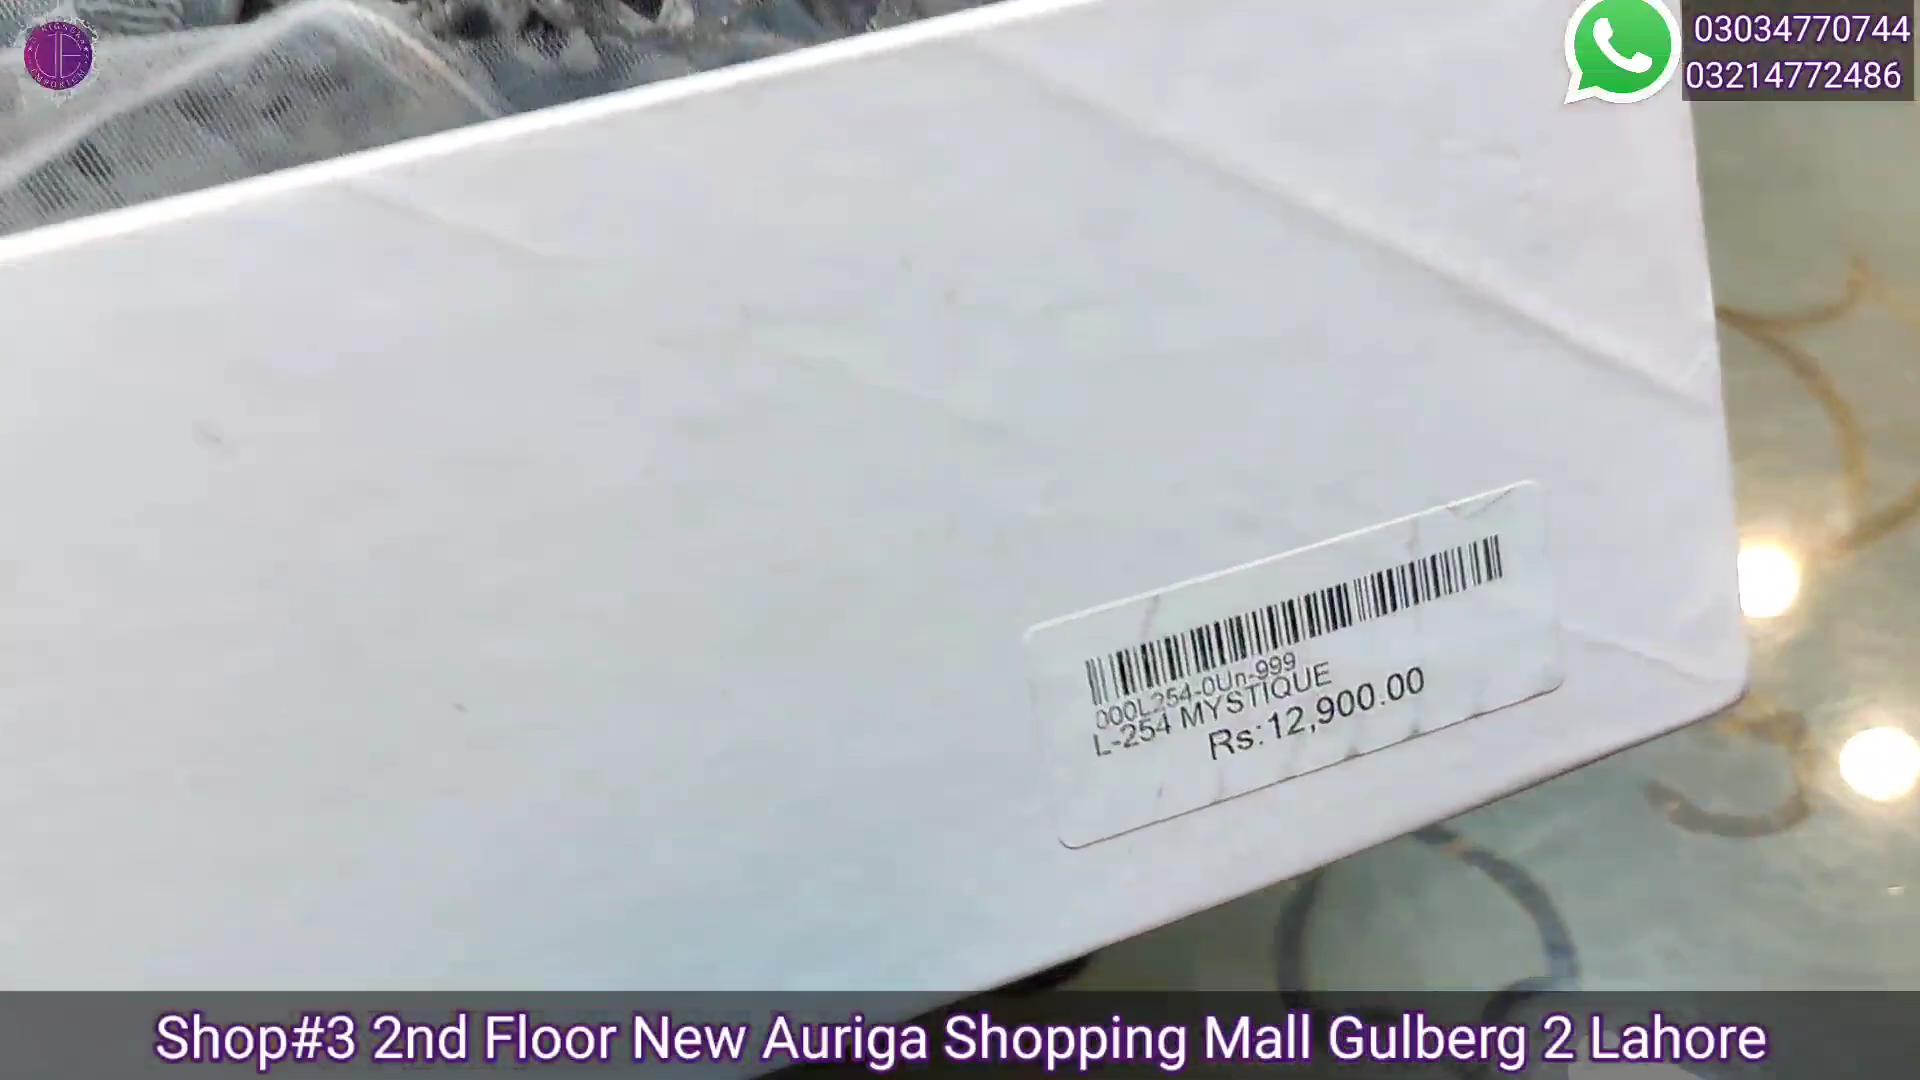 03034770744
03214772486
000L254-0Un-999
L-254 MYSTIQUE
Rs:12,900.00
Shop#3 2nd Floor New Auriga Shopping Mall Gulberg 2 Lahore